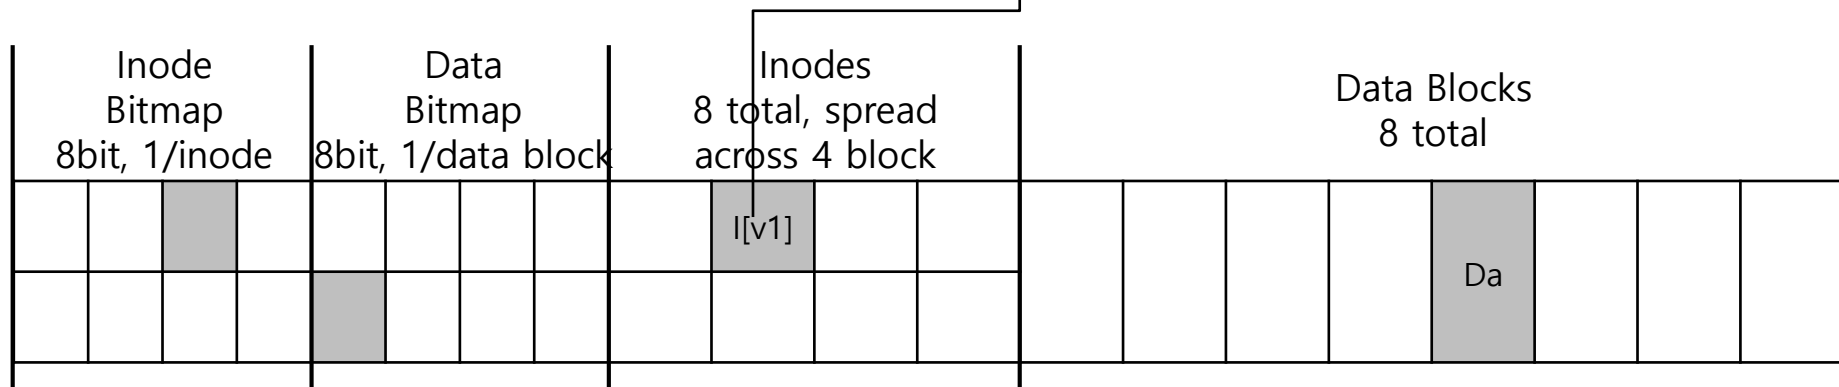 Inode
Bitmap
8bit, 1/inode
Data
Bitmap
8bit, 1/data block
Inodes
8 total, spread
across 4 block
Data Blocks
8 total
I[v1]
Da